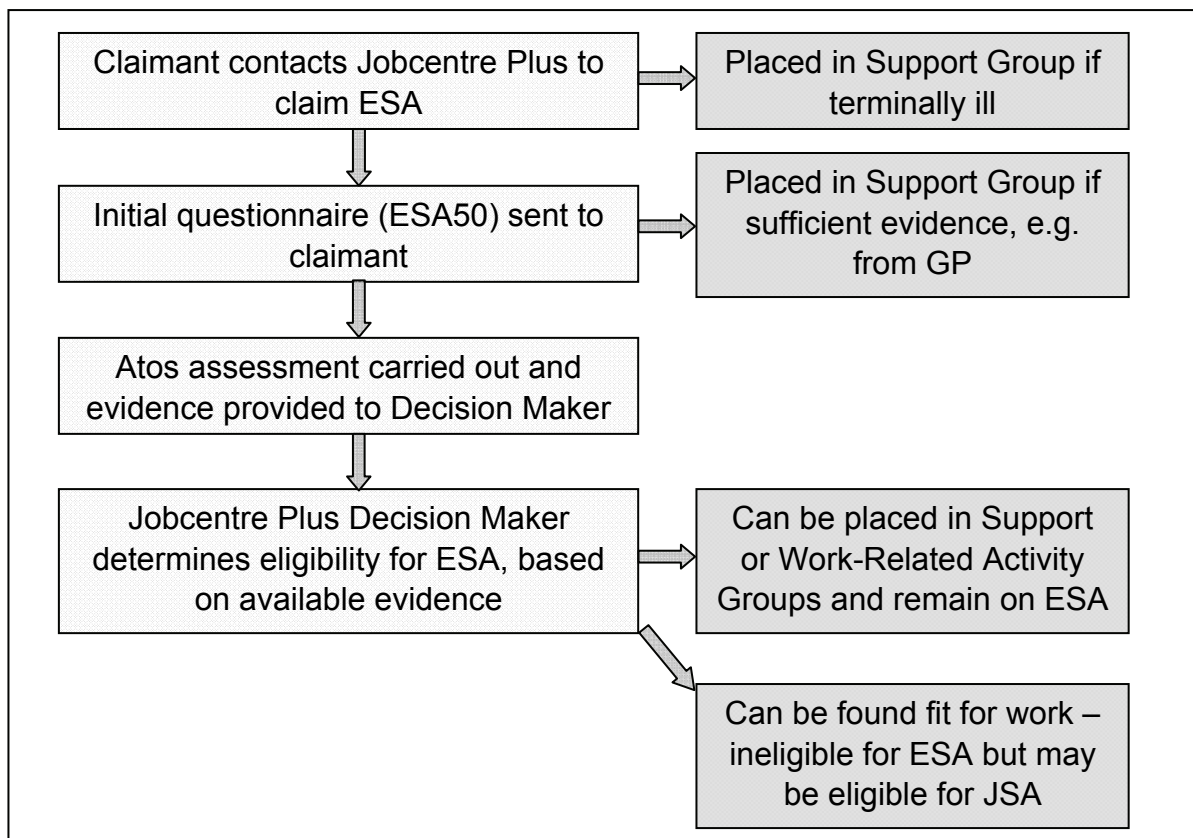 Claimant contacts Jobcentre Plus to
claim ESA
Placed in Support Group if
terminally ill
Initial questionnaire (ESA50) sent to
claimant
Placed in Support Group if
sufficient evidence, e.g.
from GP
Atos assessment carried out and
evidence provided to Decision Maker
Jobcentre Plus Decision Maker
determines eligibility for ESA, based
on available evidence
Can be placed in Support
or Work-Related Activity
Groups and remain on ESA
Can be found fit for work –
ineligible for ESA but may
be eligible for JSA